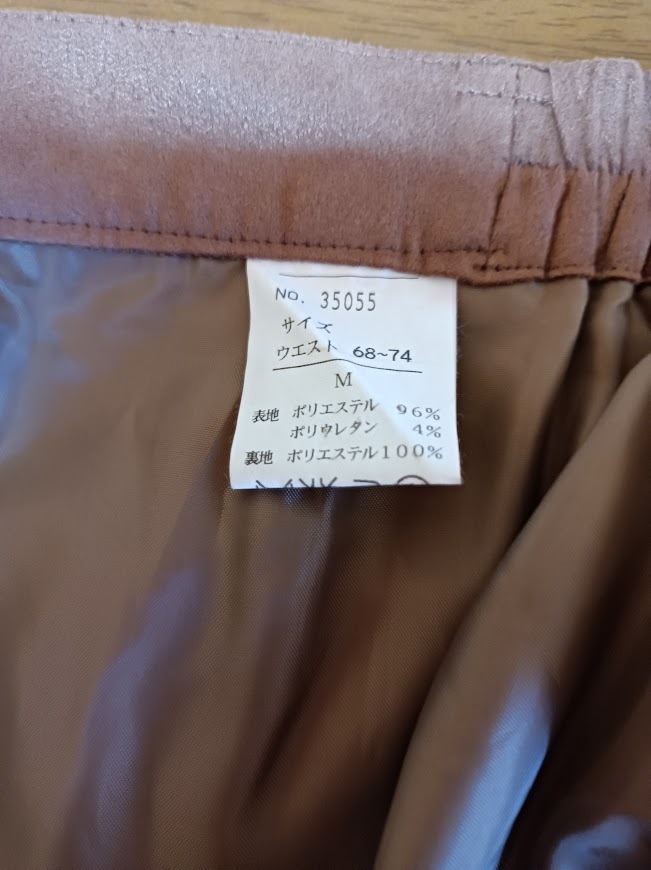 No. 35055
サイズ
ウエスト 68~74
M
表地 ポリエステル 96%
ポリウレタン 4%
裏地 ポリエステル100%